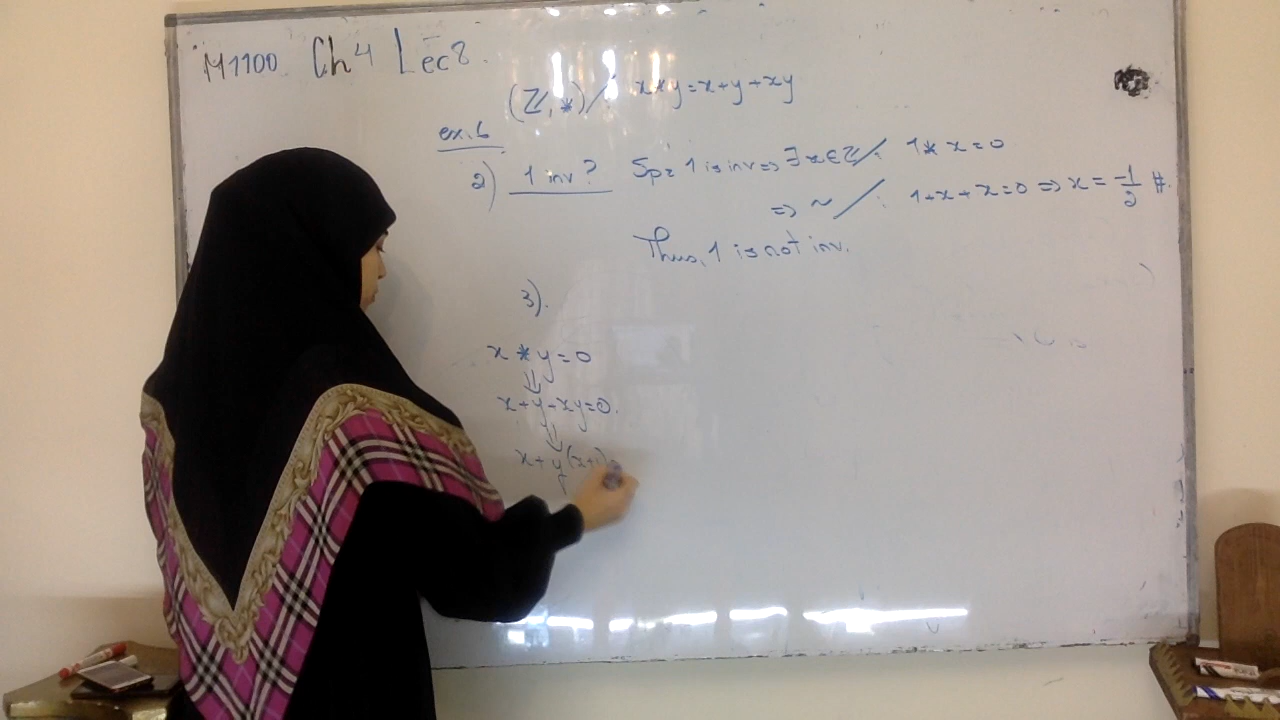 M1100 Ch4 Lec8.
(ℤ, *) /: x*y=x+y+xy
ex.6
2) 1 inv? Spz 1 is inv => ∃ x∈ℤ/: 1 * x=0
=> ~ /: 1+x+x=0 => x = -1/2 #.
Thus, 1 is not inv.
3).
x * y=0
⇓
x+y+xy=0.
⇓
x+y(x+1)